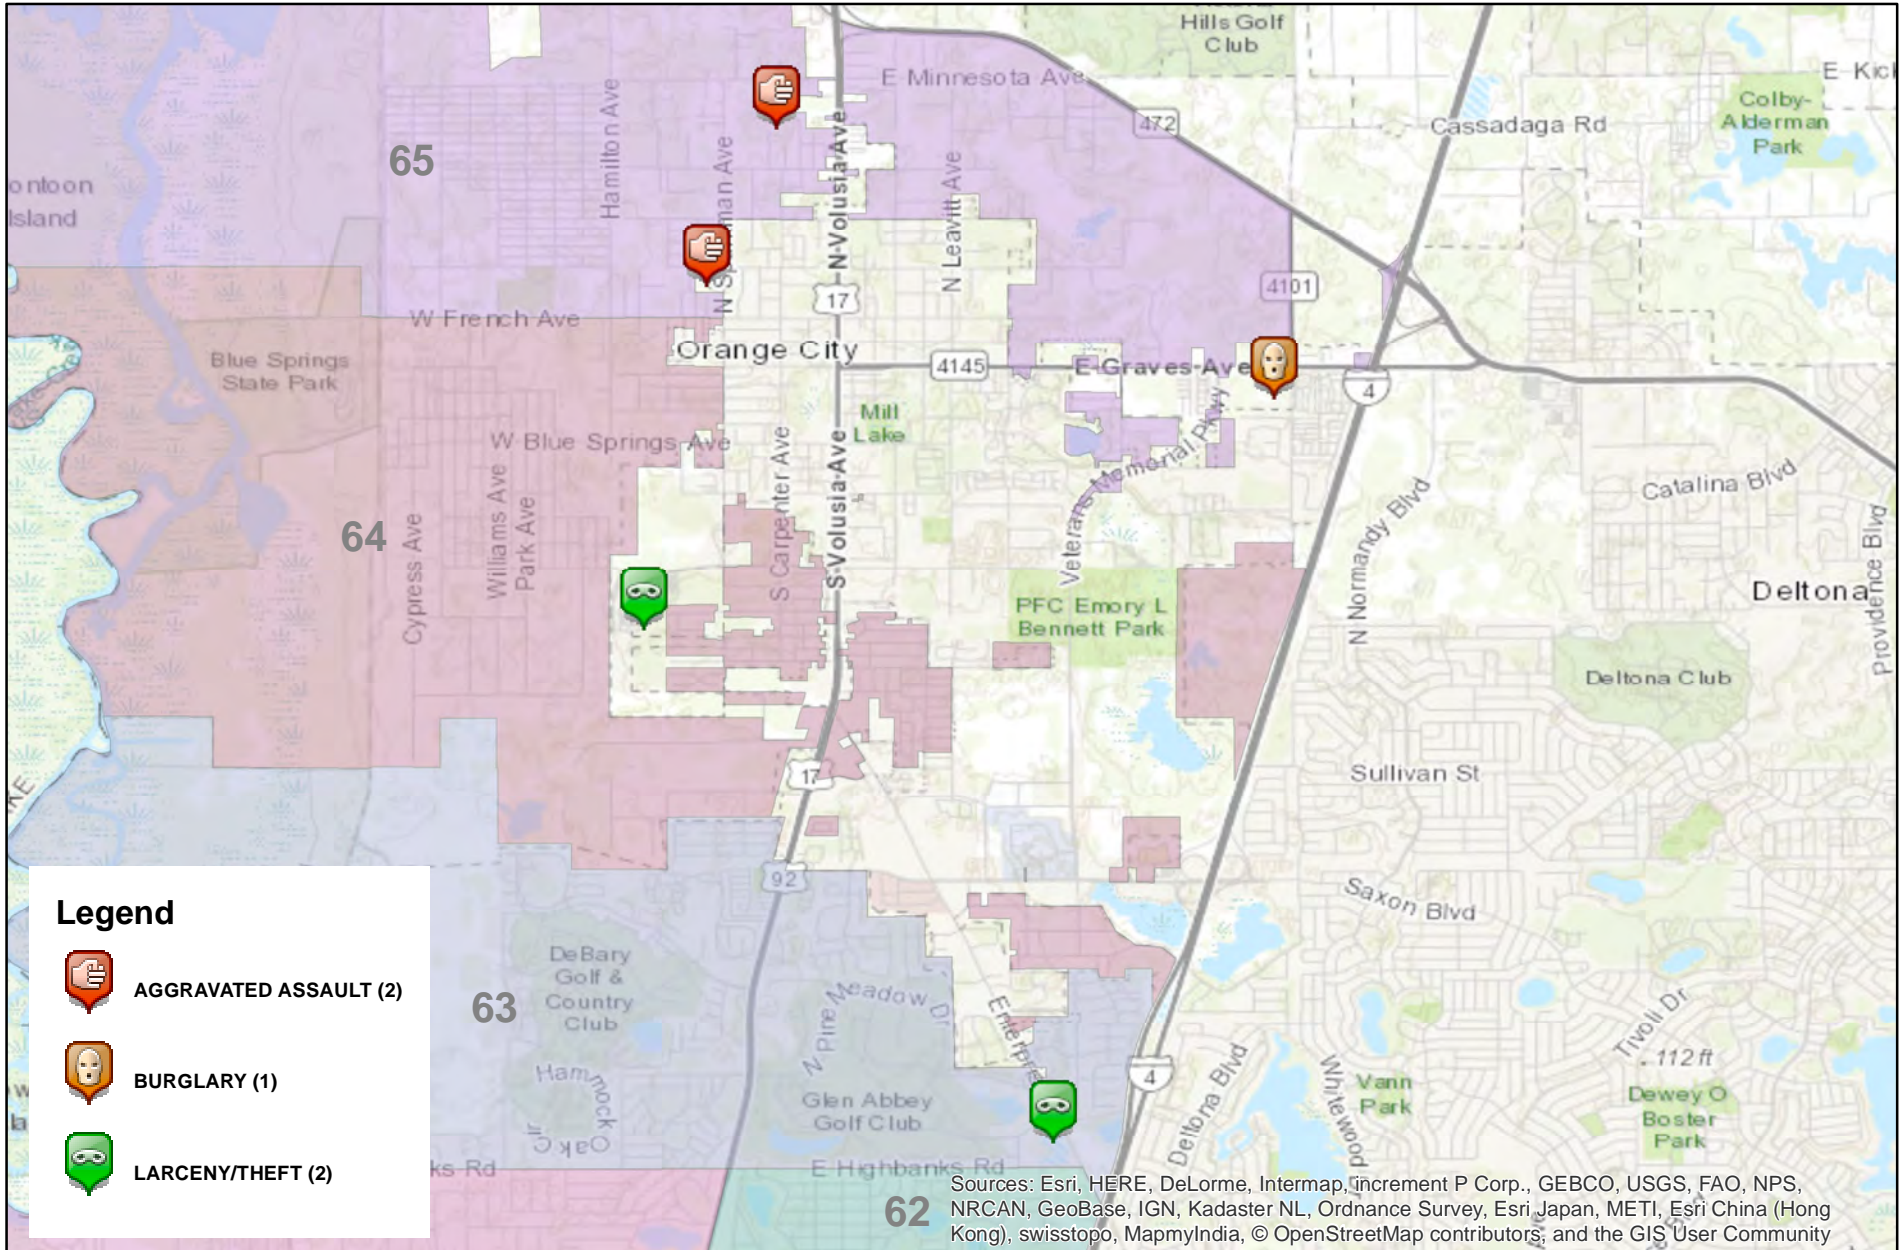 Hills Golf
Club
E Minnesota Ave
E Kick
472
Cassadaga Rd
Colby-
Alderman
Park
65
Hamilton Ave
N Volusia Ave
N Leavitt Ave
ontoon
Island
4101
17
W French Ave
Orange City
4145
E Graves Ave
4
Blue Springs
State Park
Mill
Lake
W Blue Springs Ave
S Carpenter Ave
S Volusia Ave
Veterans Memorial Pkwy
N Normandy Blvd
Catalina Blvd
Providence Blvd
64
Cypress Ave
Williams Ave
Park Ave
PFC Emory L
Bennett Park
Deltona
Deltona Club
17
Sullivan St
92
Saxon Blvd
Legend
AGGRAVATED ASSAULT (2)
BURGLARY (1)
LARCENY/THEFT (2)
DeBary
Golf &
Country
Club
63
N Pine Meadow Dr
Hammock Oak Cir
Glen Abbey
Golf Club
4
Deltona Blvd
Whitewood
Vann
Park
Tivoli Dr
112 ft
Dewey O
Boster
Park
ks Rd
E Highbanks Rd
62
Sources: Esri, HERE, DeLorme, Intermap, increment P Corp., GEBCO, USGS, FAO, NPS,
NRCAN, GeoBase, IGN, Kadaster NL, Ordnance Survey, Esri Japan, METI, Esri China (Hong
Kong), swisstopo, MapmyIndia, © OpenStreetMap contributors, and the GIS User Community